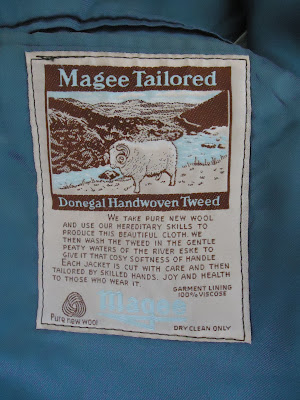 Magee Tailored
Donegal Handwoven Tweed
WE TAKE PURE NEW WOOL
AND USE OUR HEREDITARY SKILLS TO
PRODUCE THIS BEAUTIFUL CLOTH. WE
THEN WASH THE TWEED IN THE GENTLE
PEATY WATERS OF THE RIVER ESKE TO
GIVE IT THAT COSY SOFTNESS OF HANDLE
EACH JACKET IS CUT WITH CARE AND THEN
TAILORED BY SKILLED HANDS. JOY AND HEALTH
TO THOSE WHO WEAR IT.
GARMENT LINING
100% VISCOSE
Magee
Pure new wool
DRY CLEAN ONLY